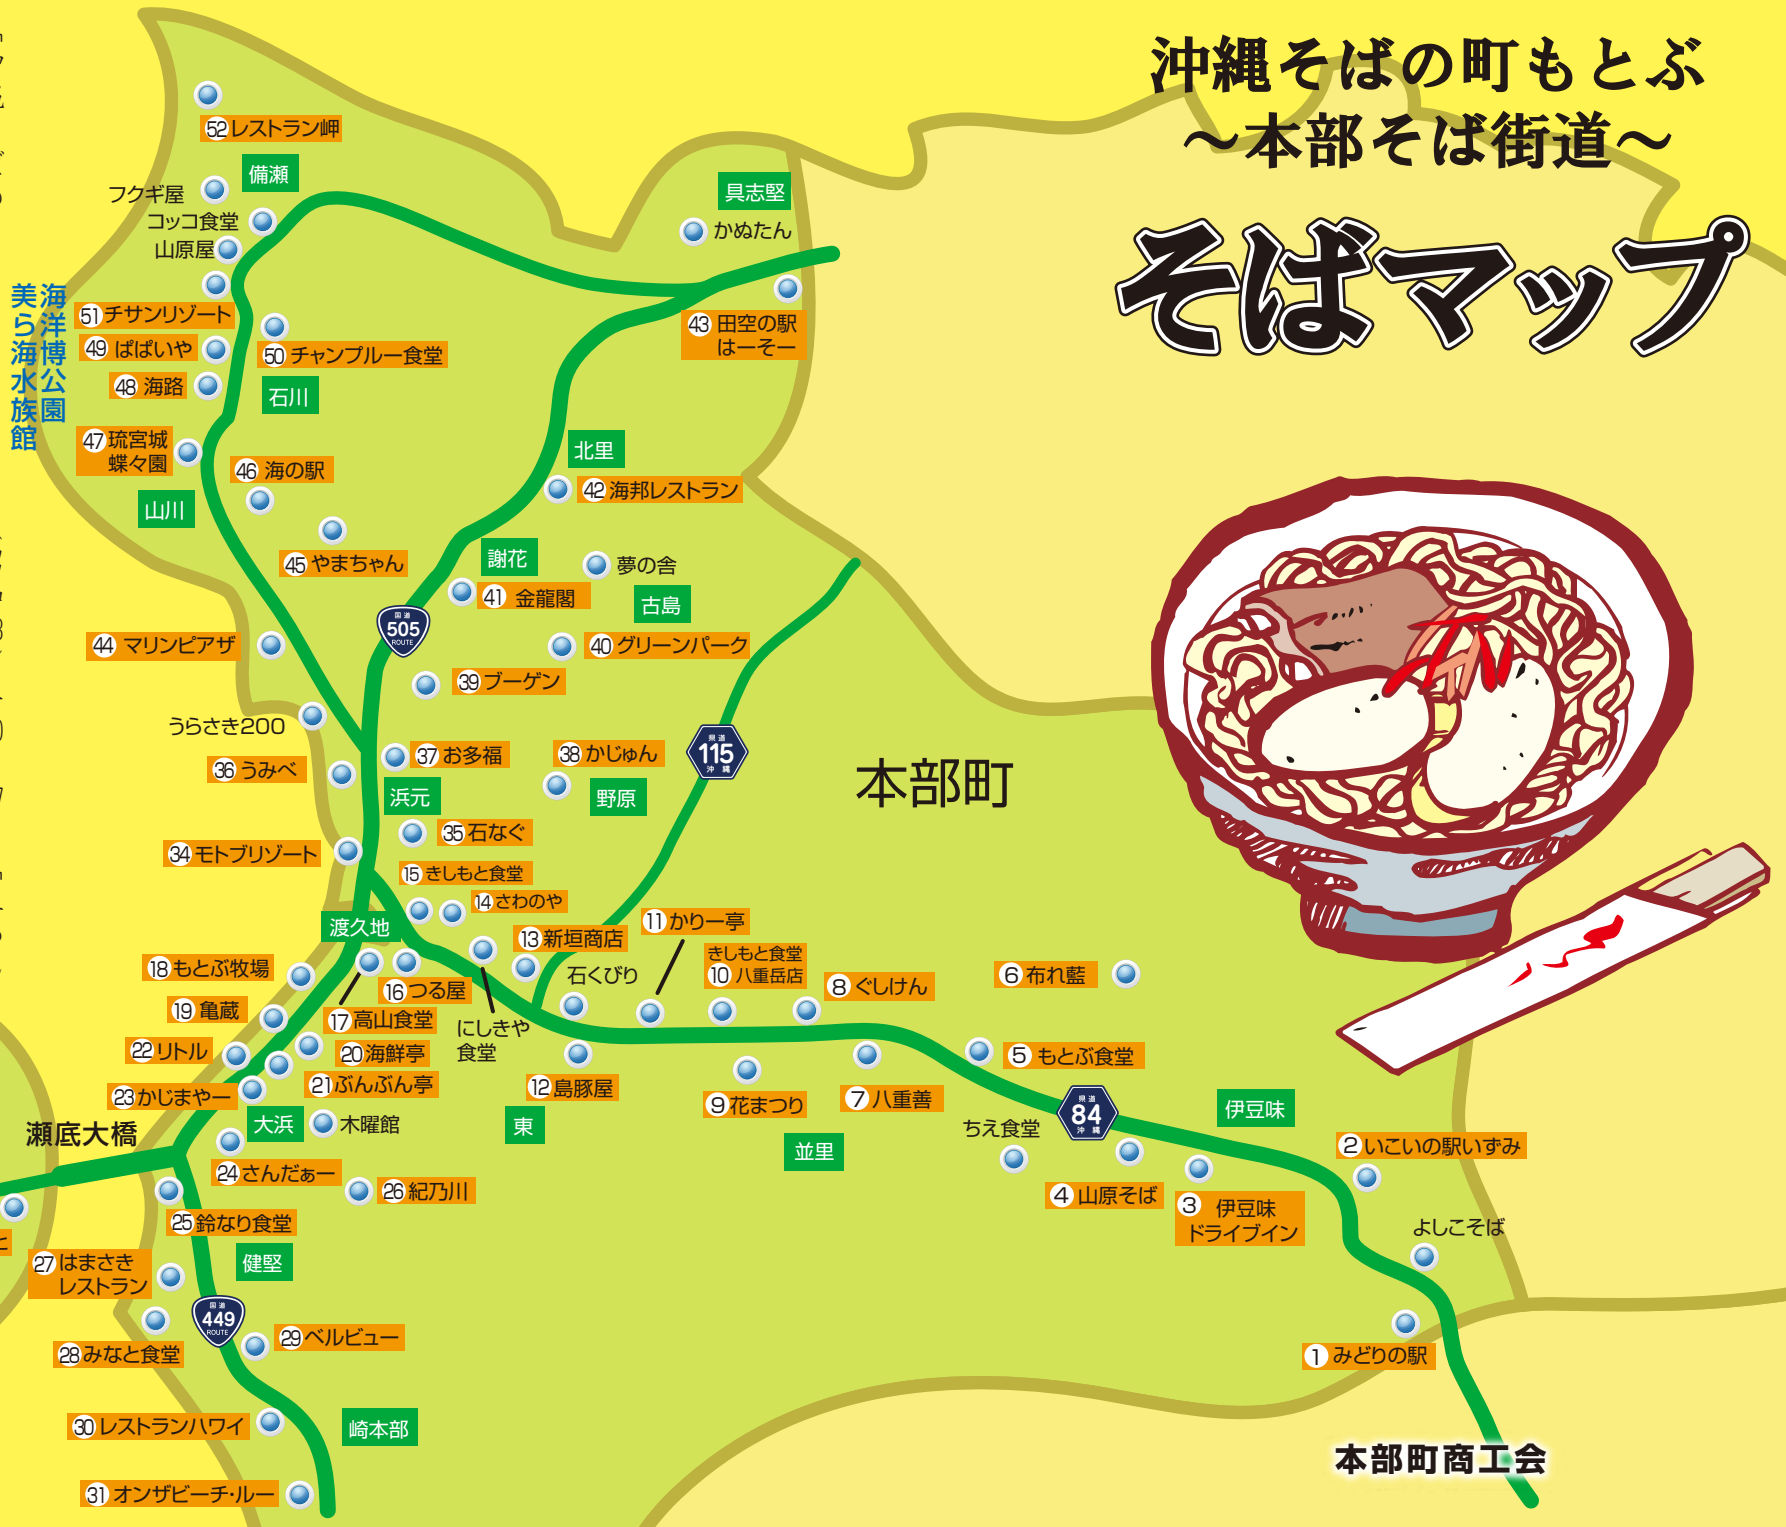 沖縄そばの町もとぶ
～本部そば街道～
そばマップ
52 レストラン岬
備瀬
フクギ屋
コッコ食堂
山原屋
具志堅
かぬたん
海洋博公園
美ら海水族館
51 チサンリゾート
49 ぱぱいや
50 チャンプルー食堂
48 海路
石川
43 田空の駅
はーそー
47 琉宮城
蝶々園
46 海の駅
山川
北里
42 海邦レストラン
45 やまちゃん
謝花
夢の舎
41 金龍閣
古島
国道
505
ROUTE
44 マリンピアザ
40 グリーンパーク
39 ブーゲン
うらさき200
36 うみべ
37 お多福
38 かじゅん
県道
115
沖縄
浜元
野原
本部町
35 石なぐ
34 モトブリゾート
15 きしもと食堂
14 さわのや
渡久地
13 新垣商店
11 かりー亭
きしもと食堂
10 八重岳店
石くびり
8 ぐしけん
6 布れ藍
18 もとぶ牧場
16 つる屋
19 亀蔵
17 高山食堂
にしきや
食堂
22 リトル
20 海鮮亭
5 もとぶ食堂
21 ぶんぶん亭
12 島豚屋
23 かじまやー
9 花まつり
7 八重善
県道
84
沖縄
伊豆味
大浜
木曜館
東
ちえ食堂
瀬底大橋
並里
2 いこいの駅いずみ
24 さんだぁー
26 紀乃川
4 山原そば
3 伊豆味
ドライブイン
25 鈴なり食堂
よしこそば
27 はまさき
レストラン
健堅
国道
449
ROUTE
29 ベルビュー
28 みなと食堂
1 みどりの駅
30 レストランハワイ
崎本部
本部町商工会
31 オンザビーチ・ルー